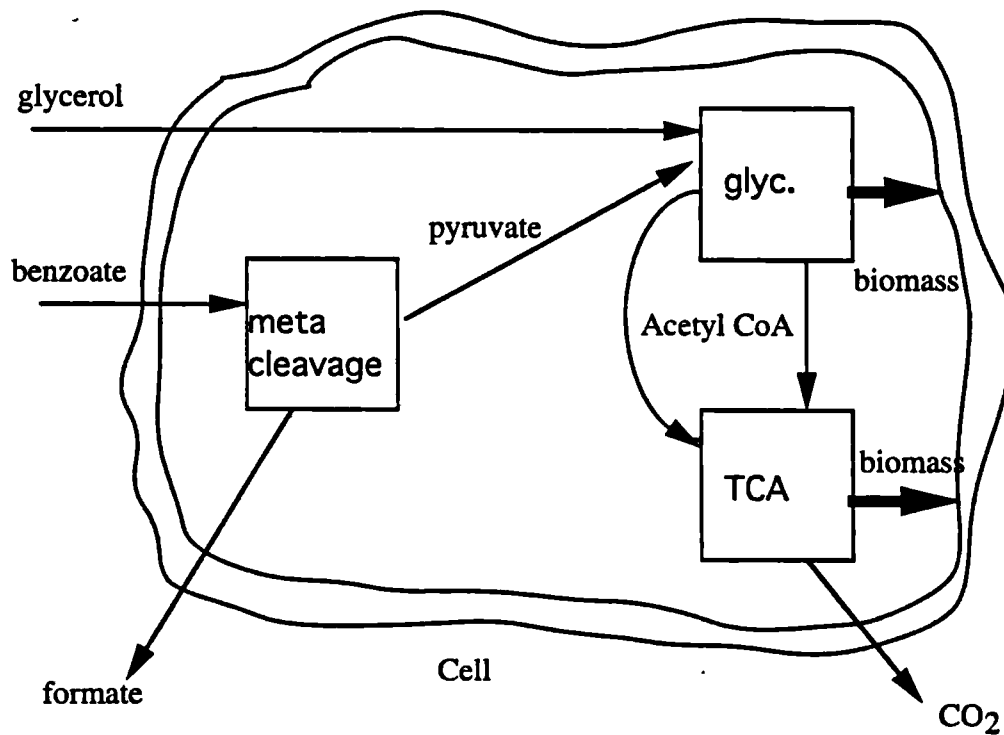 glycerol
glyc.
pyruvate
benzoate
biomass
meta
cleavage
Acetyl CoA
biomass
TCA
Cell
formate
CO2